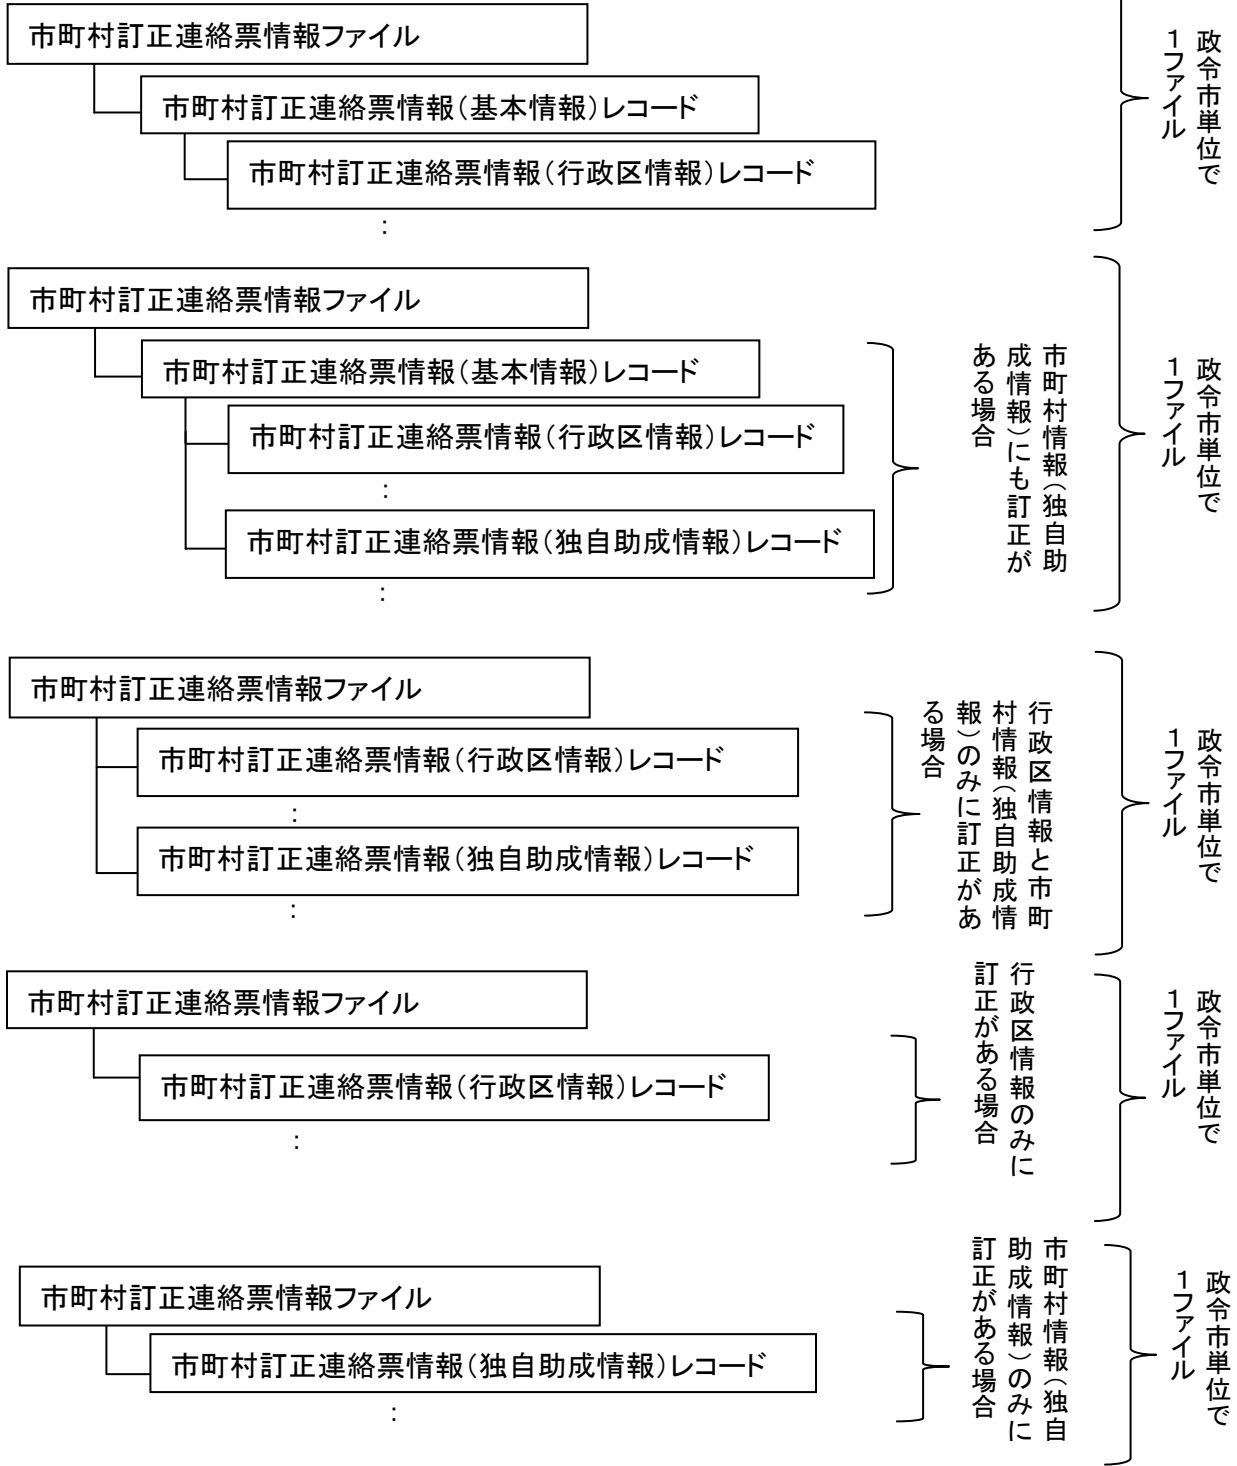 市町村訂正連絡票情報ファイル
市町村訂正連絡票情報（基本情報）レコード
市町村訂正連絡票情報（行政区情報）レコード
：
政令市単位で
１ファイル
市町村訂正連絡票情報ファイル
市町村訂正連絡票情報（基本情報）レコード
市町村訂正連絡票情報（行政区情報）レコード
：
市町村訂正連絡票情報（独自助成情報）レコード
：
市町村情報（独自助
成情報）にも訂正が
ある場合
政令市単位で
１ファイル
市町村訂正連絡票情報ファイル
市町村訂正連絡票情報（行政区情報）レコード
：
市町村訂正連絡票情報（独自助成情報）レコード
：
行政区情報と市町
村情報（独自助成情
報）のみに訂正があ
る場合
政令市単位で
１ファイル
市町村訂正連絡票情報ファイル
市町村訂正連絡票情報（行政区情報）レコード
：
行政区情報のみに
訂正がある場合
政令市単位で
１ファイル
市町村訂正連絡票情報ファイル
市町村訂正連絡票情報（独自助成情報）レコード
：
市町村情報（独自
助成情報）のみに
訂正がある場合
政令市単位で
１ファイル